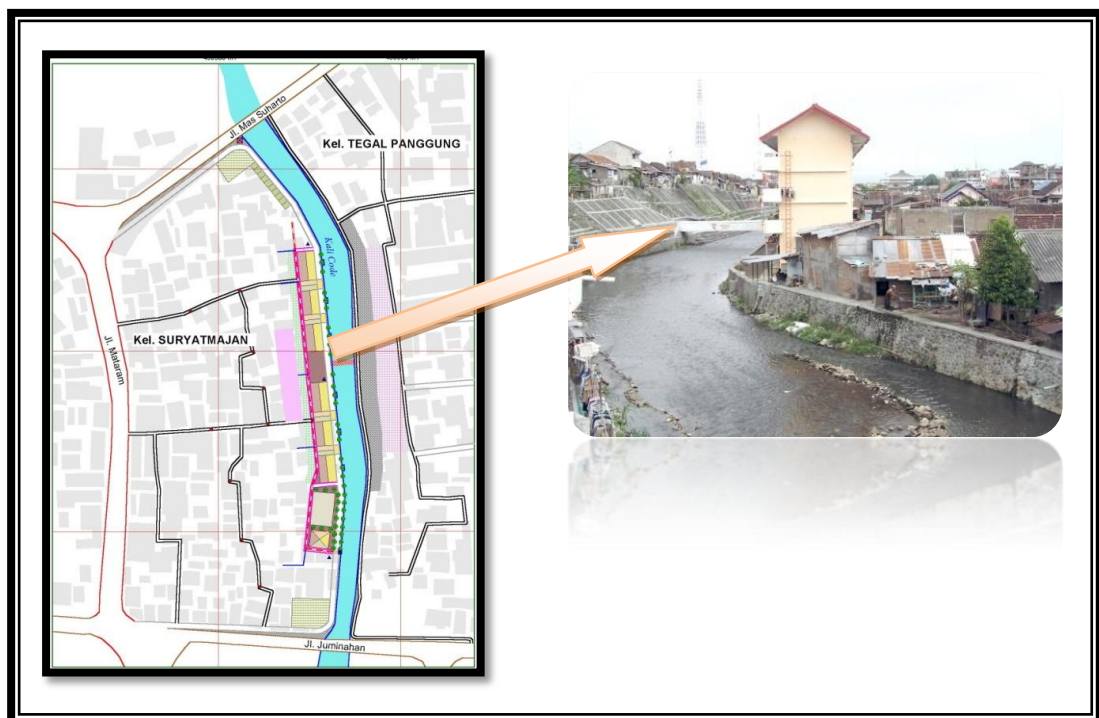 Jl. Mas Suharto
Kel. TEGAL PANGGUNG
Kali Code
Kel. SURYATMAJAN
Jl. Mataram
Jl. Juminahan